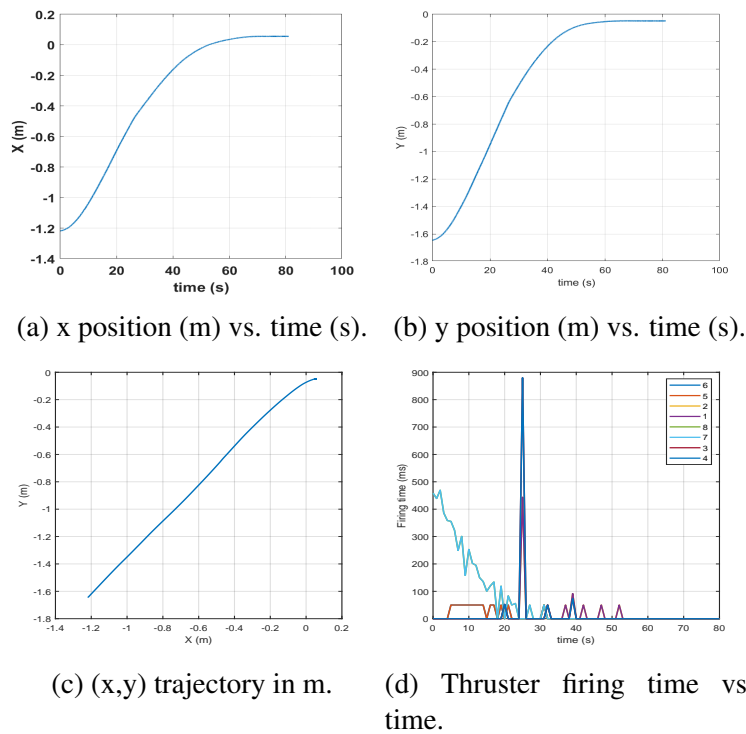 0.2
0
-0.2
-0.4
-0.6
-0.8
-1
-1.2
-1.4
X (m)
0 20 40 60 80 100
time (s)
0
-0.2
-0.4
-0.6
-0.8
-1
-1.2
-1.4
-1.6
-1.8
Y (m)
0 20 40 60 80 100
time (s)
(a) x position (m) vs. time (s).
(b) y position (m) vs. time (s).
0
-0.2
-0.4
-0.6
-0.8
-1
-1.2
-1.4
-1.6
-1.8
Y (m)
-1.4 -1.2 -1 -0.8 -0.6 -0.4 -0.2 0 0.2
X (m)
900
800
700
600
500
400
300
200
100
0
Firing time (ms)
0 10 20 30 40 50 60 70 80
time (s)
6
5
2
1
8
7
3
4
(c) (x,y) trajectory in m.
(d) Thruster firing time vs
time.